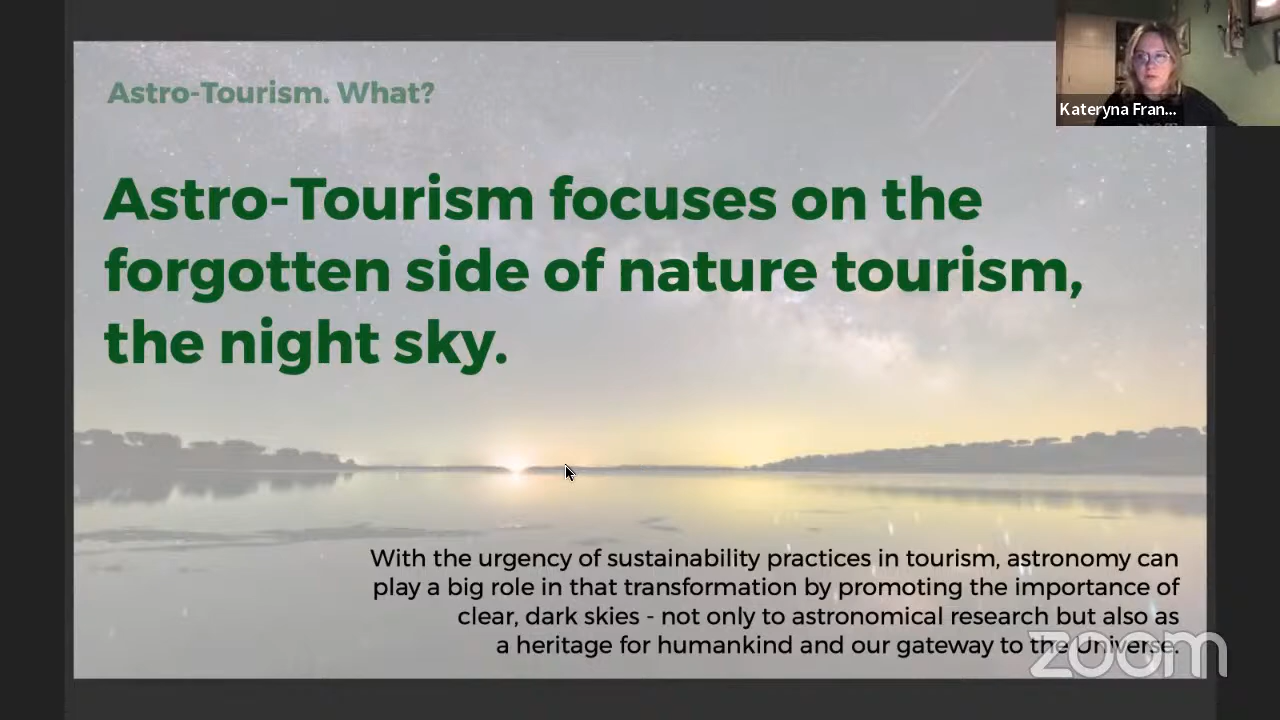 Astro-Tourism. What?
Kateryna Fran...
Astro-Tourism focuses on the
forgotten side of nature tourism,
the night sky.
With the urgency of sustainability practices in tourism, astronomy can
play a big role in that transformation by promoting the importance of
clear, dark skies - not only to astronomical research but also as
a heritage for humankind and our gateway to the Universe.
zoom